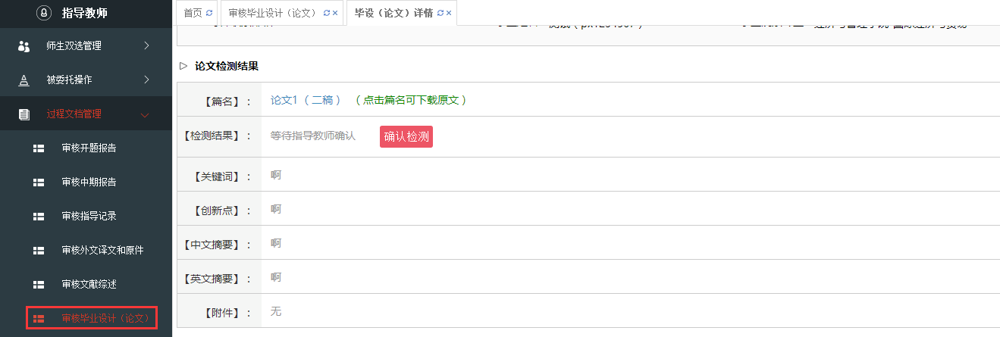 指导教师
师生双选管理
被委托操作
过程文档管理
审核开题报告
审核中期报告
审核指导记录
审核外文译文和原件
审核文献综述
审核毕业设计（论文）
首页
审核毕业设计（论文）
毕设（论文）详情
论文检测结果
【篇名】： 论文1（二稿） （点击篇名可下载原文）
【检测结果】： 等待指导教师确认 确认检测
【关键词】： 啊
【创新点】： 啊
【中文摘要】： 啊
【英文摘要】： 啊
【附件】： 无